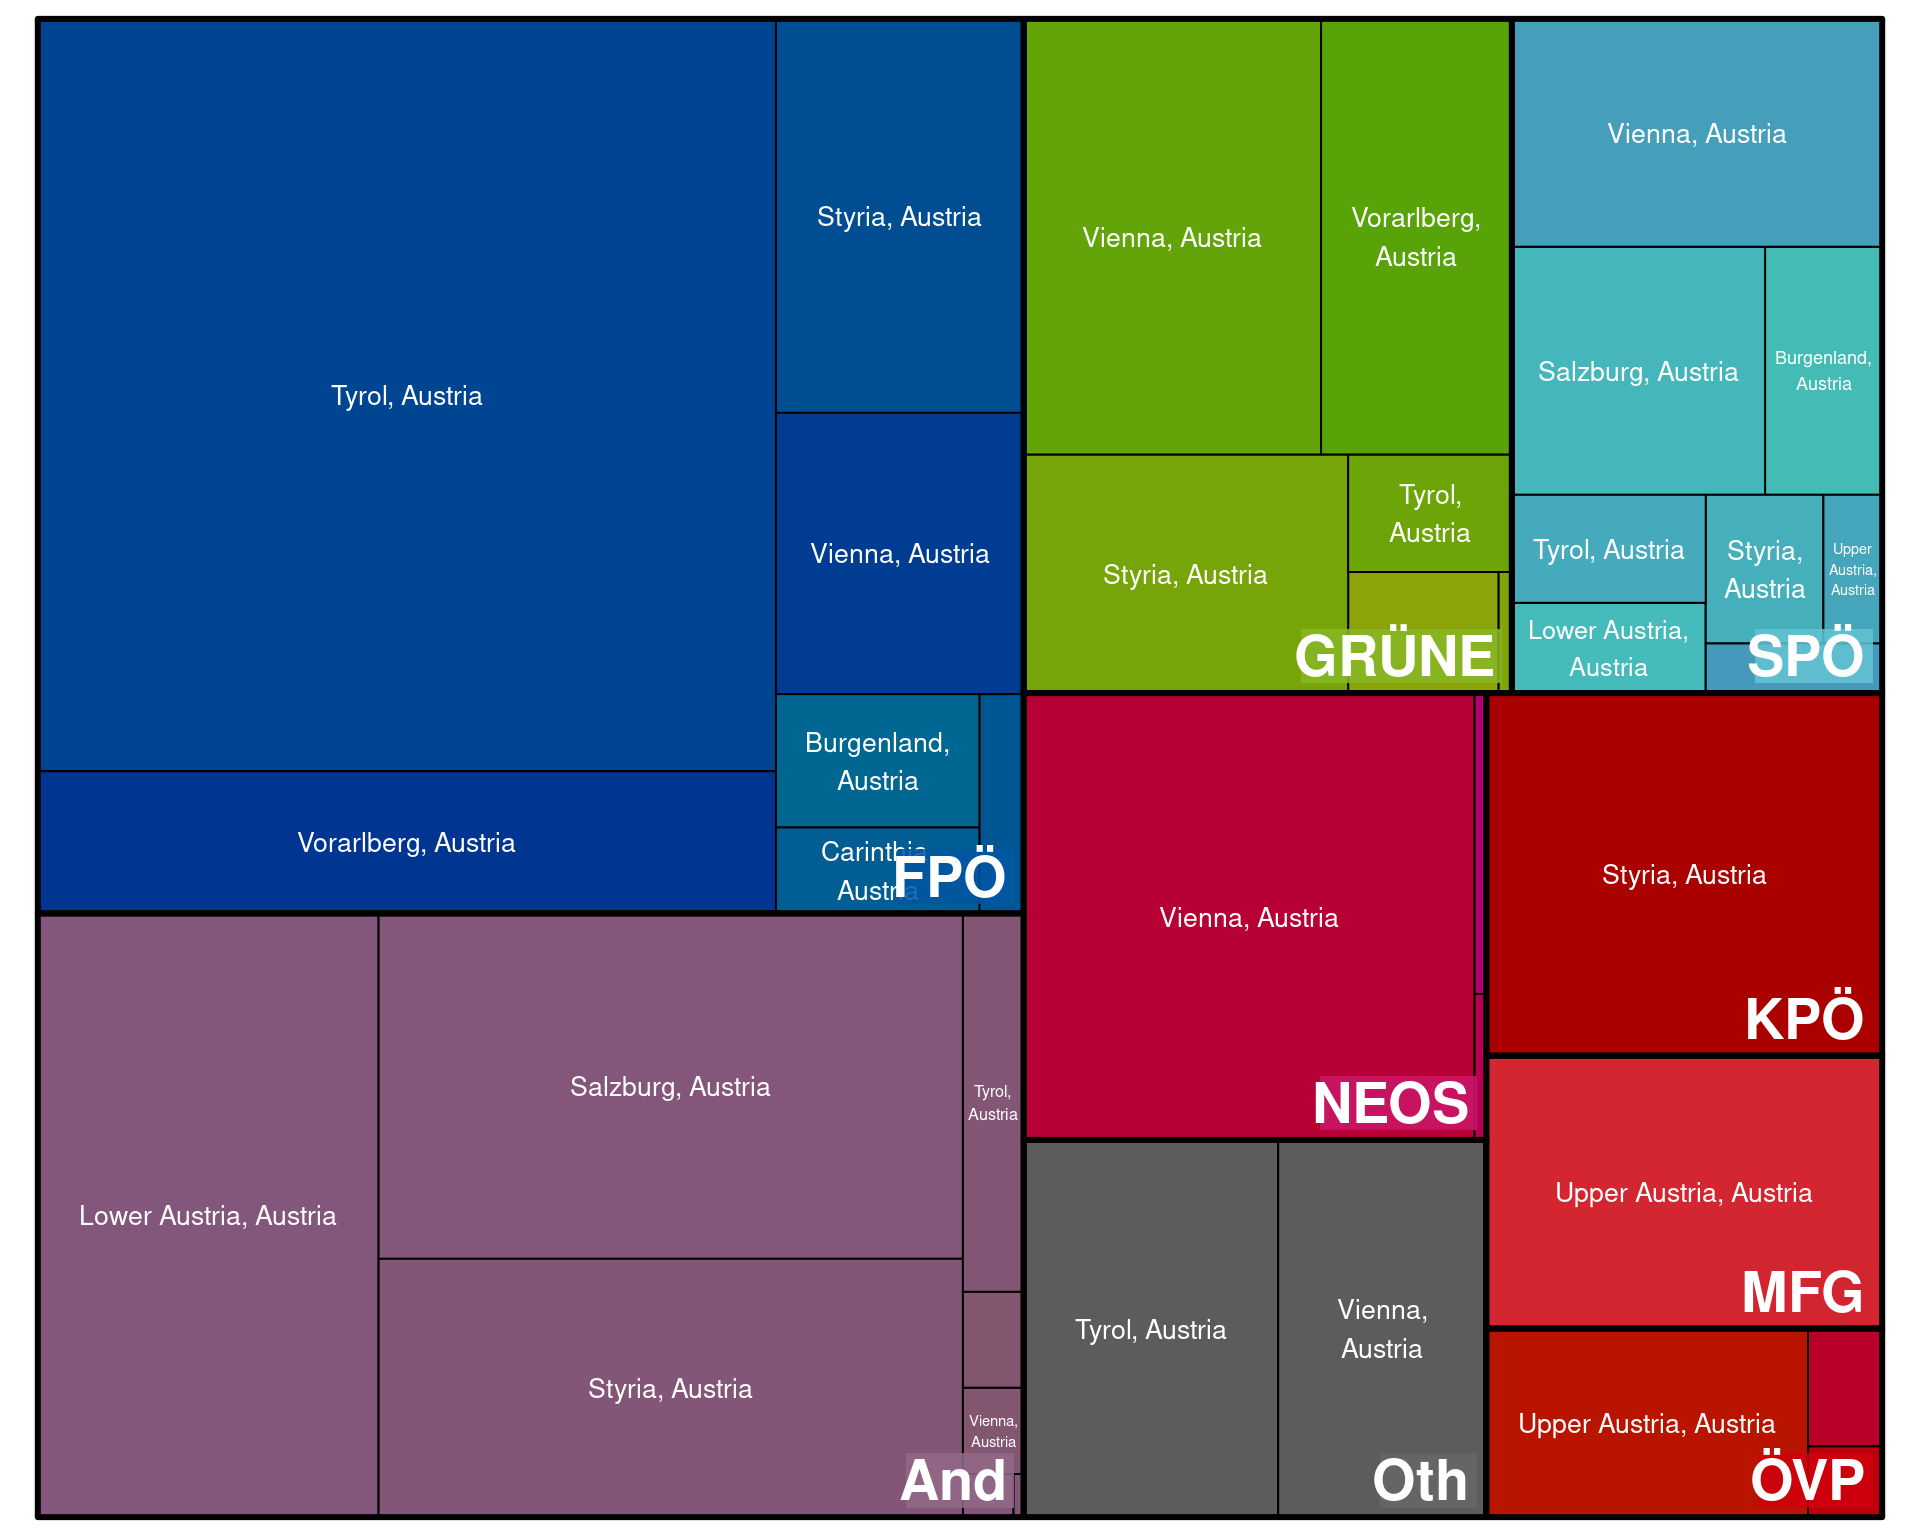 Tyrol, Austria
Styria, Austria
Vienna, Austria
Burgenland,
Austria
Carinthia,
Austria
Vorarlberg, Austria
FPÖ
Lower Austria, Austria
Salzburg, Austria
Styria, Austria
Tyrol,
Austria
Vienna,
Austria
And
Vienna, Austria
Vorarlberg,
Austria
Styria, Austria
Tyrol,
Austria
GRÜNE
Vienna, Austria
Salzburg, Austria
Burgenland,
Austria
Tyrol, Austria
Styria,
Austria
Upper
Austria,
Austria
Lower Austria,
Austria
SPÖ
Vienna, Austria
NEOS
Styria, Austria
KPÖ
Upper Austria, Austria
MFG
Tyrol, Austria
Vienna,
Austria
Oth
Upper Austria, Austria
ÖVP